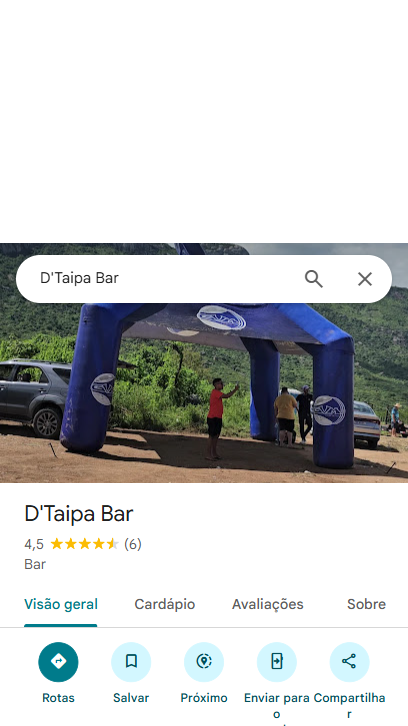 D'Taipa Bar
D'Taipa Bar
4,5 (6)
Bar
Visão geral Cardápio Avaliações Sobre
Rotas Salvar Próximo Enviar para Compartilha
o r